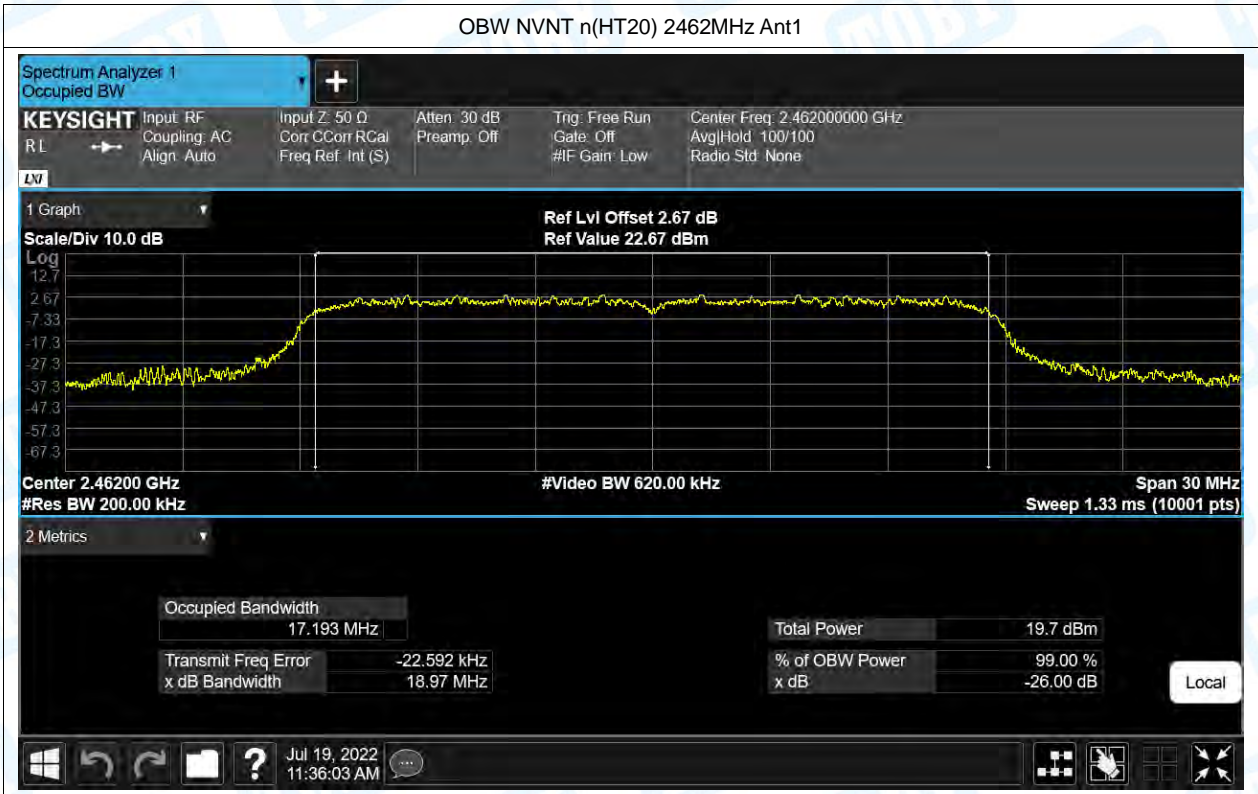 OBW NVNT n(HT20) 2462MHz Ant1
Spectrum Analyzer 1
Occupied BW
KEYSIGHT
R L
LXI
Input: RF
Coupling: AC
Align: Auto
Input Z: 50 Ω
Corr CCorr RCal
Freq Ref: Int (S)
Atten: 30 dB
Preamp: Off
Trig: Free Run
Gate: Off
#IF Gain: Low
Center Freq: 2.462000000 GHz
Avg|Hold: 100/100
Radio Std: None
1 Graph
Scale/Div 10.0 dB
Ref Lvl Offset 2.67 dB
Ref Value 22.67 dBm
Log
12.7
2.67
-7.33
-17.3
-27.3
-37.3
-47.3
-57.3
-67.3
Center 2.46200 GHz
#Res BW 200.00 kHz
#Video BW 620.00 kHz
Span 30 MHz
Sweep 1.33 ms (10001 pts)
2 Metrics
Occupied Bandwidth
17.193 MHz
Transmit Freq Error -22.592 kHz
x dB Bandwidth 18.97 MHz
Total Power 19.7 dBm
% of OBW Power 99.00 %
x dB -26.00 dB
Local
Jul 19, 2022
11:36:03 AM